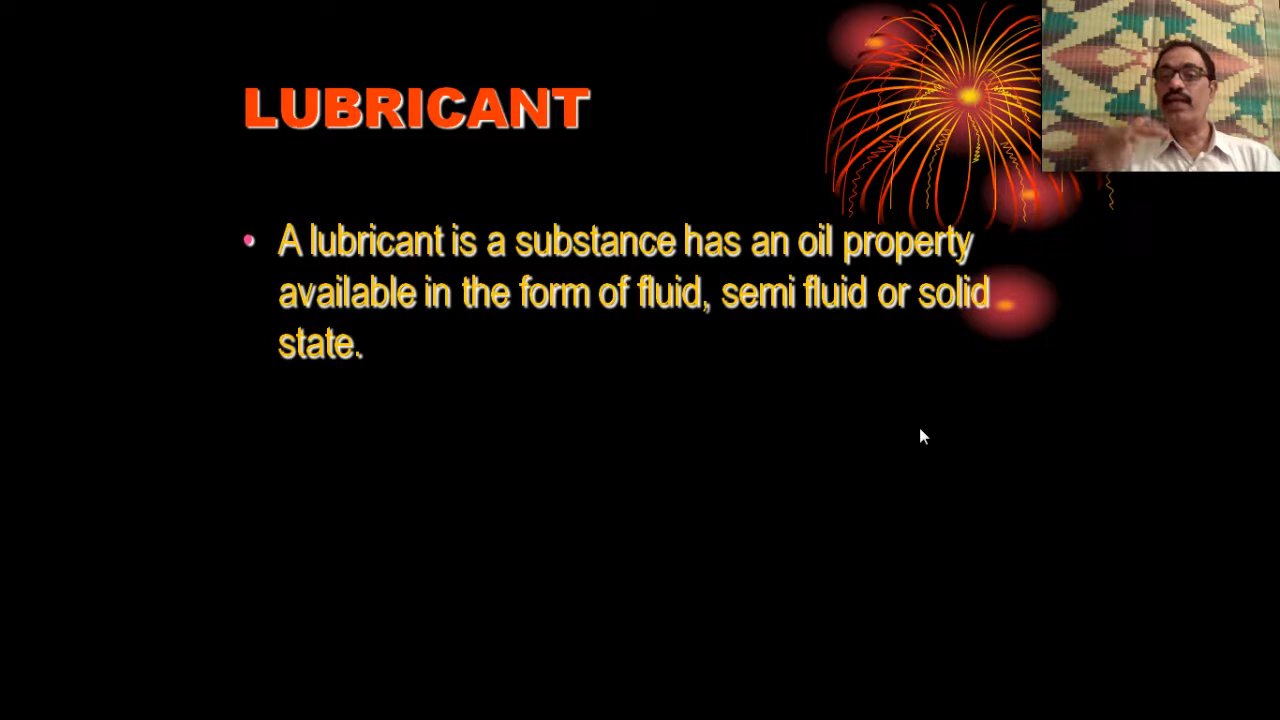 LUBRICANT
• A lubricant is a substance has an oil property
available in the form of fluid, semi fluid or solid
state.